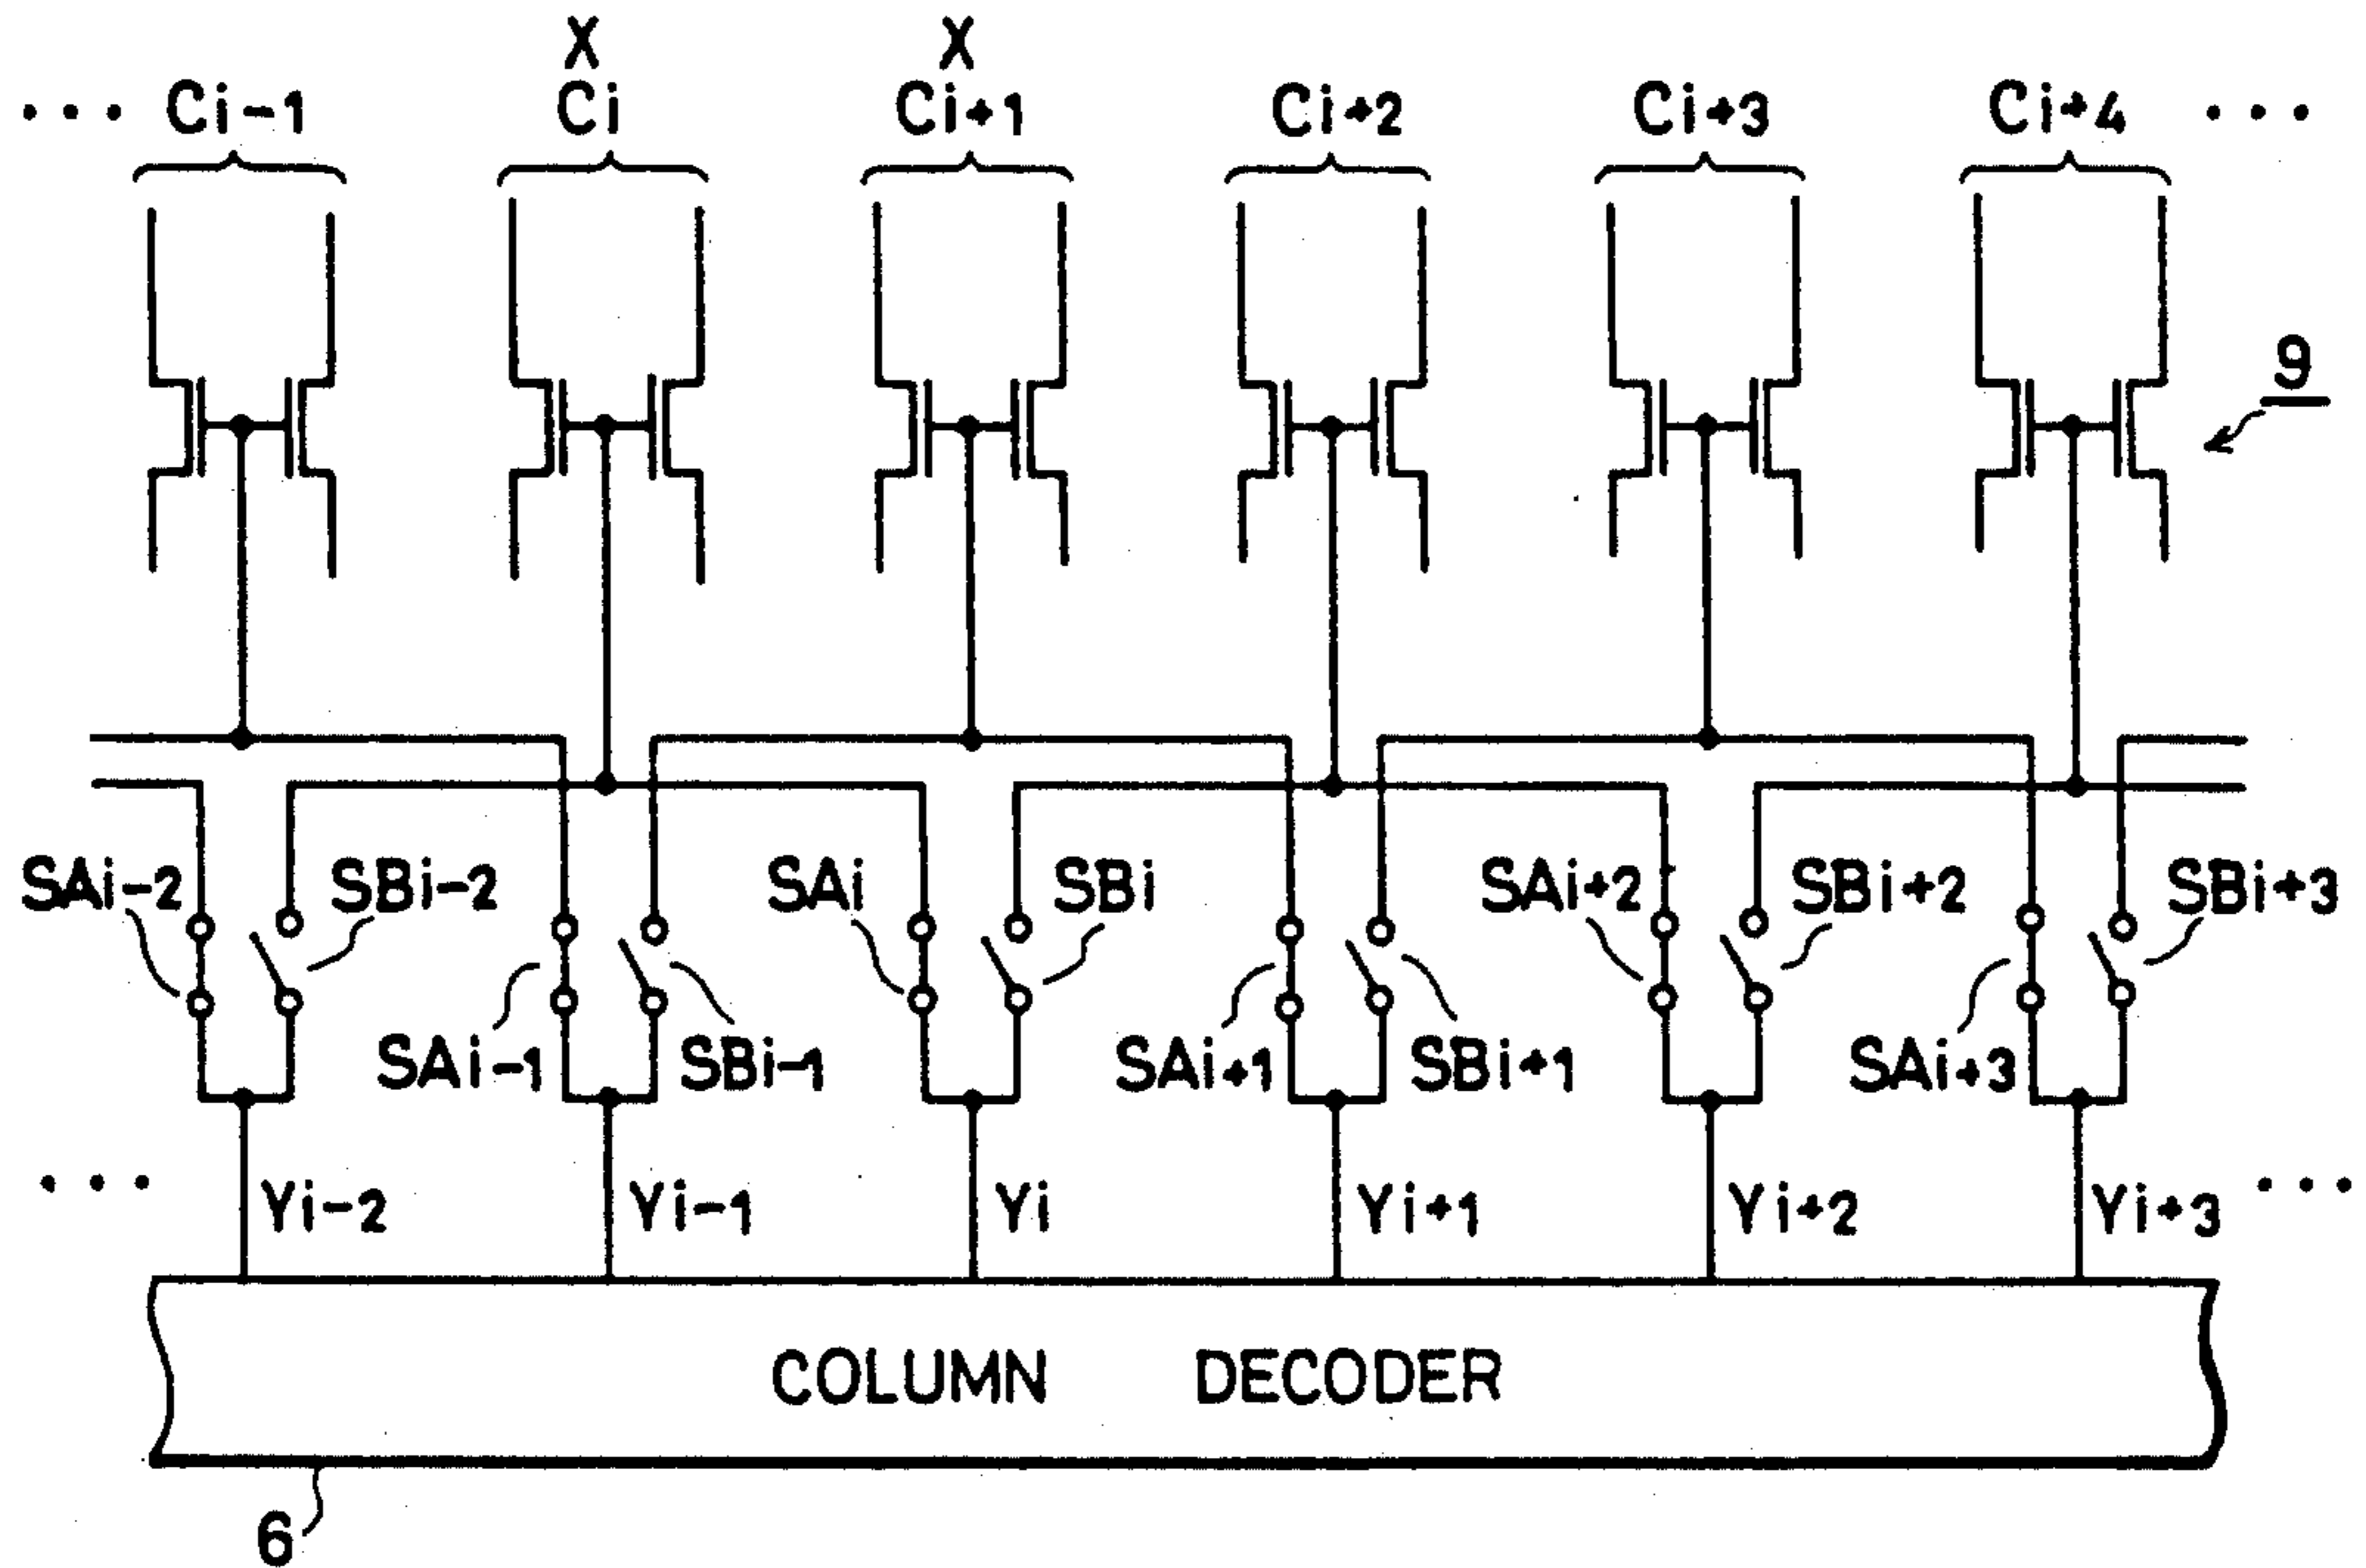 X X
... Ci-1 Ci Ci+1 Ci+2 Ci+3 Ci+4 ...
9
SAi-2 SBi-2 SAi SBi SAi+2 SBi+2 SBi+3
SAi-1 SBi-1 SAi+1 SBi+1 SAi+3
... Yi-2 Yi-1 Yi Yi+1 Yi+2 Yi+3 ...
COLUMN DECODER
6